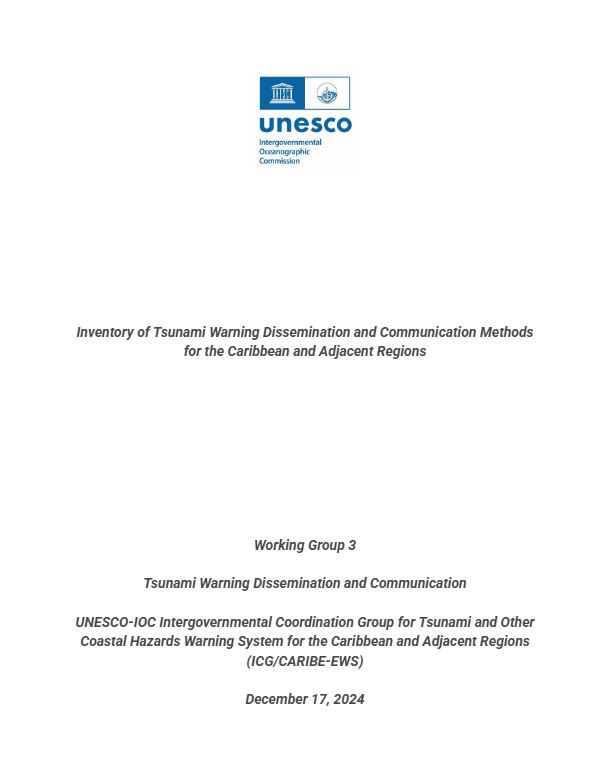 unesco
Intergovernmental
Oceanographic
Commission
Inventory of Tsunami Warning Dissemination and Communication Methods
for the Caribbean and Adjacent Regions
Working Group 3
Tsunami Warning Dissemination and Communication
UNESCO-IOC Intergovernmental Coordination Group for Tsunami and Other
Coastal Hazards Warning System for the Caribbean and Adjacent Regions
(ICG/CARIBE-EWS)
December 17, 2024